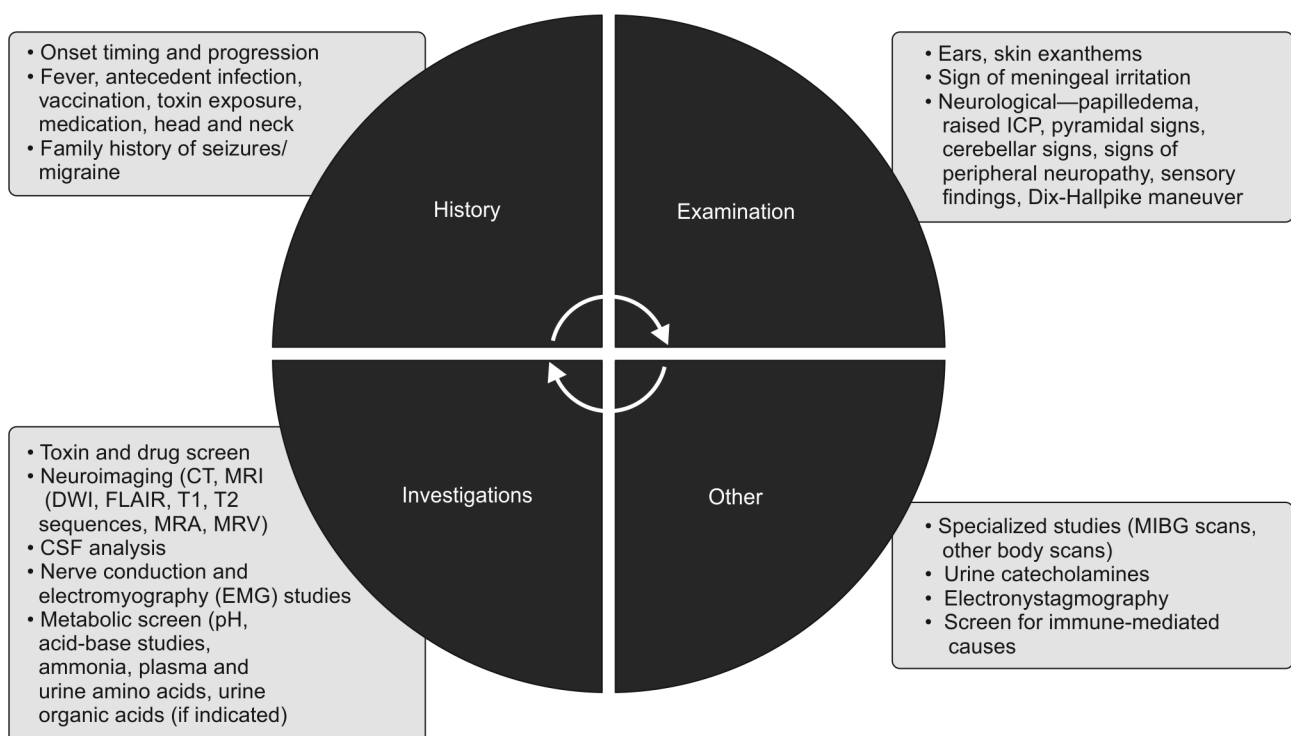 • Onset timing and progression
• Fever, antecedent infection,
vaccination, toxin exposure,
medication, head and neck
• Family history of seizures/
migraine
History
• Ears, skin exanthems
• Sign of meningeal irritation
• Neurological—papilledema,
raised ICP, pyramidal signs,
cerebellar signs, signs of
peripheral neuropathy, sensory
findings, Dix-Hallpike maneuver
Examination
• Toxin and drug screen
• Neuroimaging (CT, MRI
(DWI, FLAIR, T1, T2
sequences, MRA, MRV)
• CSF analysis
• Nerve conduction and
electromyography (EMG) studies
• Metabolic screen (pH,
acid-base studies,
ammonia, plasma and
urine amino acids, urine
organic acids (if indicated)
Investigations
Other
• Specialized studies (MIBG scans,
other body scans)
• Urine catecholamines
• Electronystagmography
• Screen for immune-mediated
causes